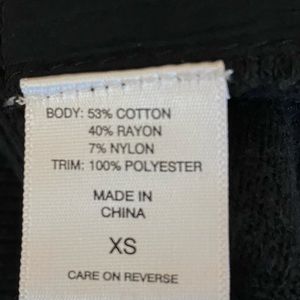 BODY: 53% COTTON
40% RAYON
7% NYLON
TRIM: 100% POLYESTER
MADE IN
CHINA
XS
CARE ON REVERSE